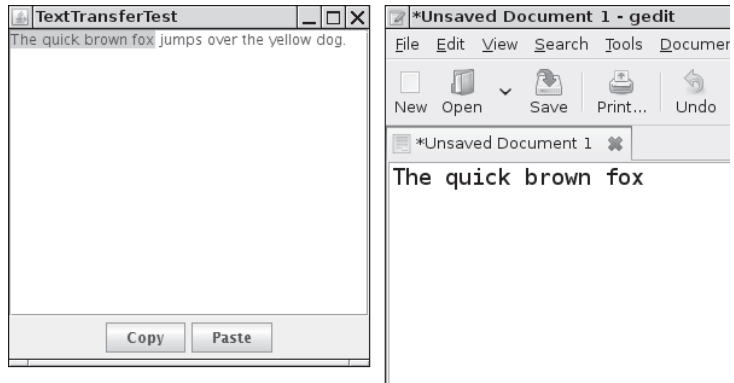 TextTransferTest
The quick brown fox jumps over the yellow dog.
Copy Paste
*Unsaved Document 1 - gedit
File Edit View Search Tools Documen
New Open Save Print... Undo
*Unsaved Document 1
The quick brown fox